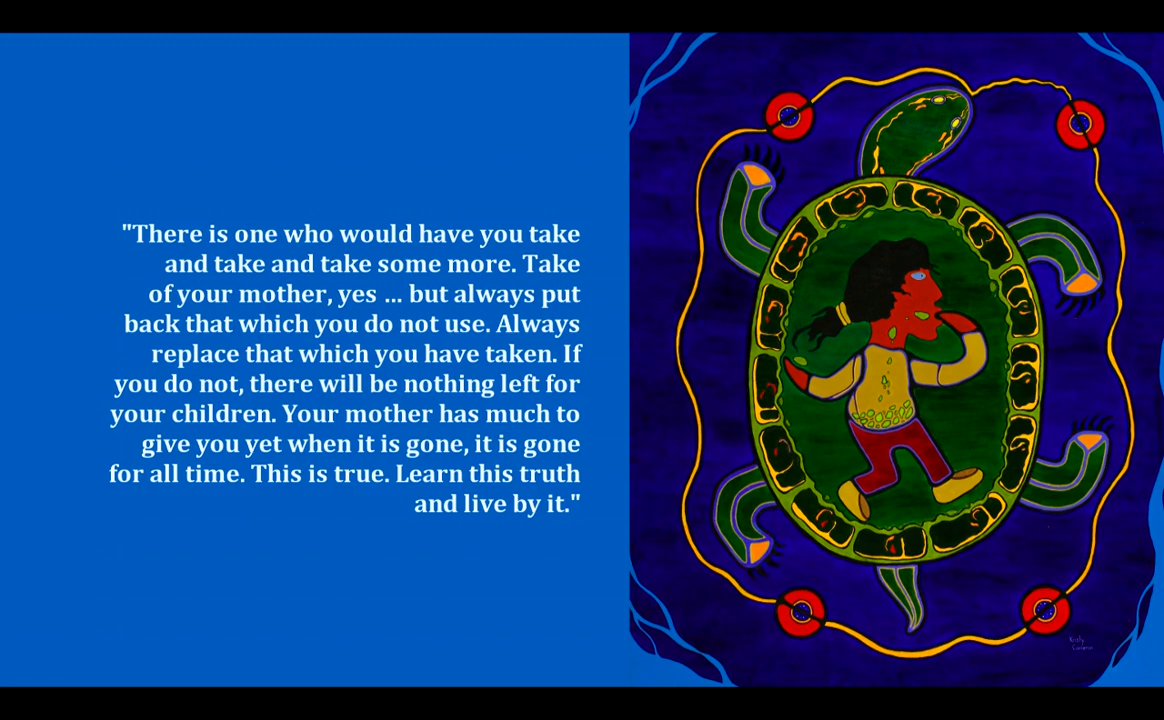 "There is one who would have you take
and take and take some more. Take
of your mother, yes ... but always put
back that which you do not use. Always
replace that which you have taken. If
you do not, there will be nothing left for
your children. Your mother has much to
give you yet when it is gone, it is gone
for all time. This is true. Learn this truth
and live by it."